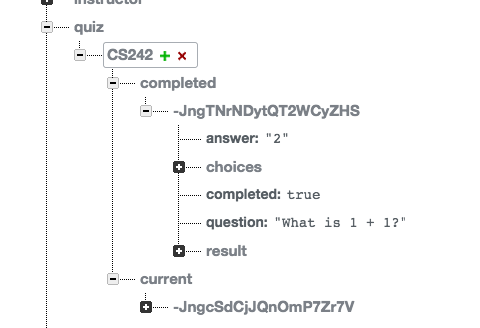 instructor
quiz
CS242
completed
-JngTNrNDytQT2WCyZHS
answer: "2"
choices
completed: true
question: "What is 1 + 1?"
result
current
-JngcSdCjJQnOmP7Zr7V